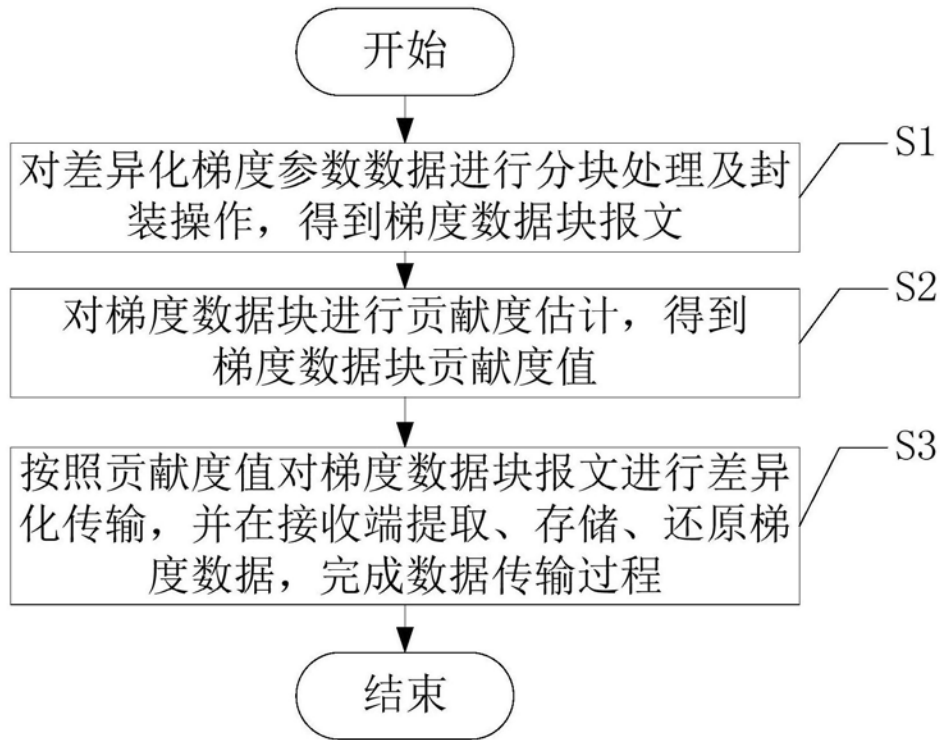 开始
对差异化梯度参数数据进行分块处理及封
装操作，得到梯度数据块报文
S1
对梯度数据块进行贡献度估计，得到
梯度数据块贡献度值
S2
按照贡献度值对梯度数据块报文进行差异
化传输，并在接收端提取、存储、还原梯
度数据，完成数据传输过程
S3
结束